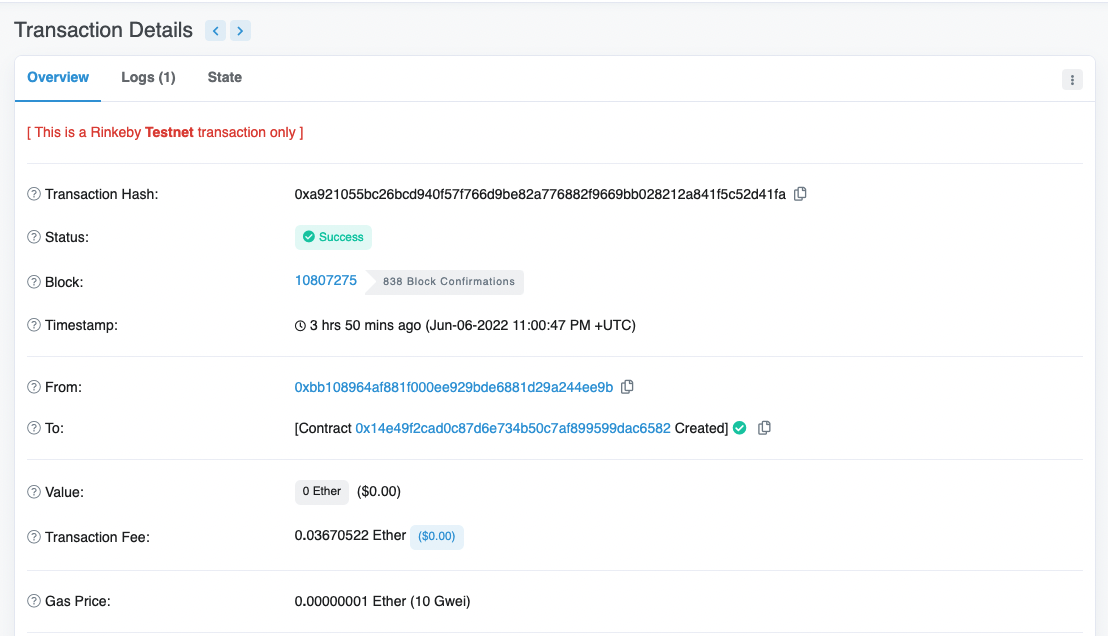 Transaction Details
Overview Logs (1) State
[ This is a Rinkeby Testnet transaction only ]
Transaction Hash: 0xa921055bc26bcd940f57f766d9be82a776882f9669bb028212a841f5c52d41fa
Status: Success
Block: 10807275 838 Block Confirmations
Timestamp: 3 hrs 50 mins ago (Jun-06-2022 11:00:47 PM +UTC)
From: 0xbb108964af881f000ee929bde6881d29a244ee9b
To: [Contract 0x14e49f2cad0c87d6e734b50c7af899599dac6582 Created]
Value: 0 Ether ($0.00)
Transaction Fee: 0.03670522 Ether ($0.00)
Gas Price: 0.00000001 Ether (10 Gwei)